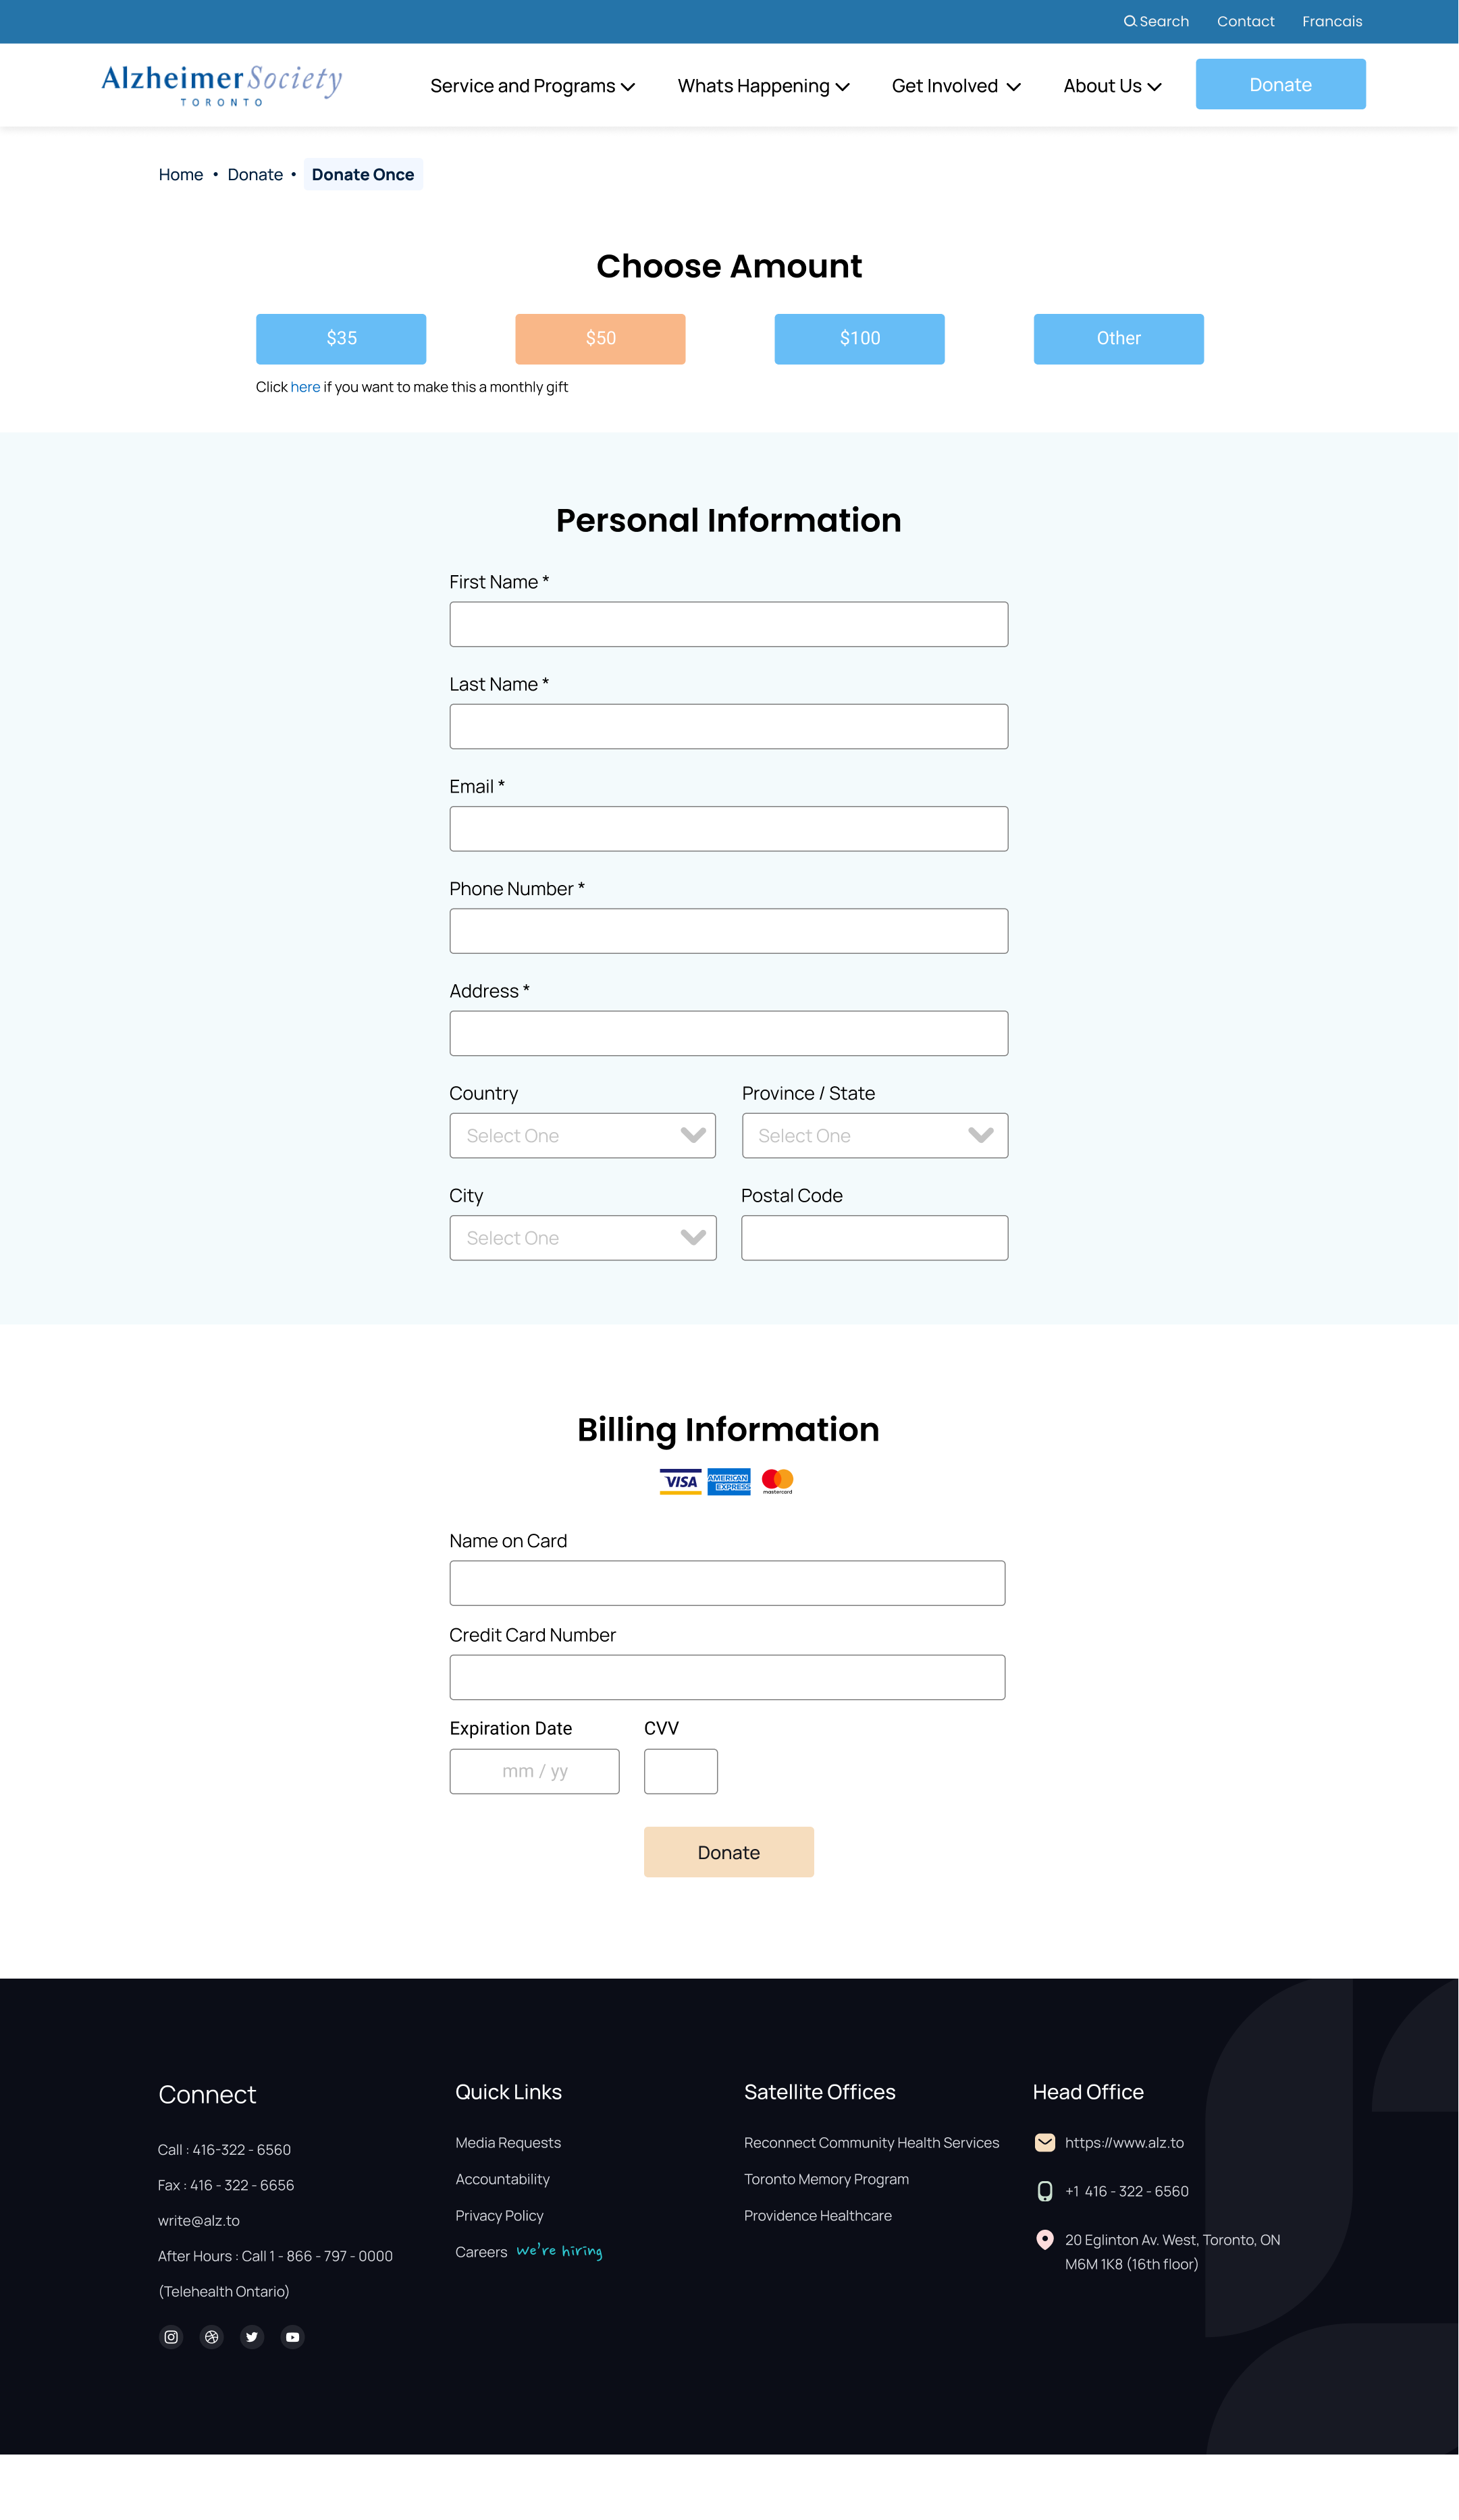 Search Contact Francais
Alzheimer Society
TORONTO
Service and Programs Whats Happening Get Involved About Us Donate
Home • Donate • Donate Once
Choose Amount
$35 $50 $100 Other
Click here if you want to make this a monthly gift
Personal Information
First Name *
Last Name *
Email *
Phone Number *
Address *
Country Province / State
Select One Select One
City Postal Code
Select One
Billing Information
VISA AMERICAN EXPRESS mastercard
Name on Card
Credit Card Number
Expiration Date CVV
mm / yy
Donate
Connect
Call : 416-322 - 6560
Fax : 416 - 322 - 6656
write@alz.to
After Hours : Call 1 - 866 - 797 - 0000
(Telehealth Ontario)
Quick Links
Media Requests
Accountability
Privacy Policy
Careers We're hiring
Satellite Offices
Reconnect Community Health Services
Toronto Memory Program
Providence Healthcare
Head Office
https://www.alz.to
+1 416 - 322 - 6560
20 Eglinton Av. West, Toronto, ON
M6M 1K8 (16th floor)